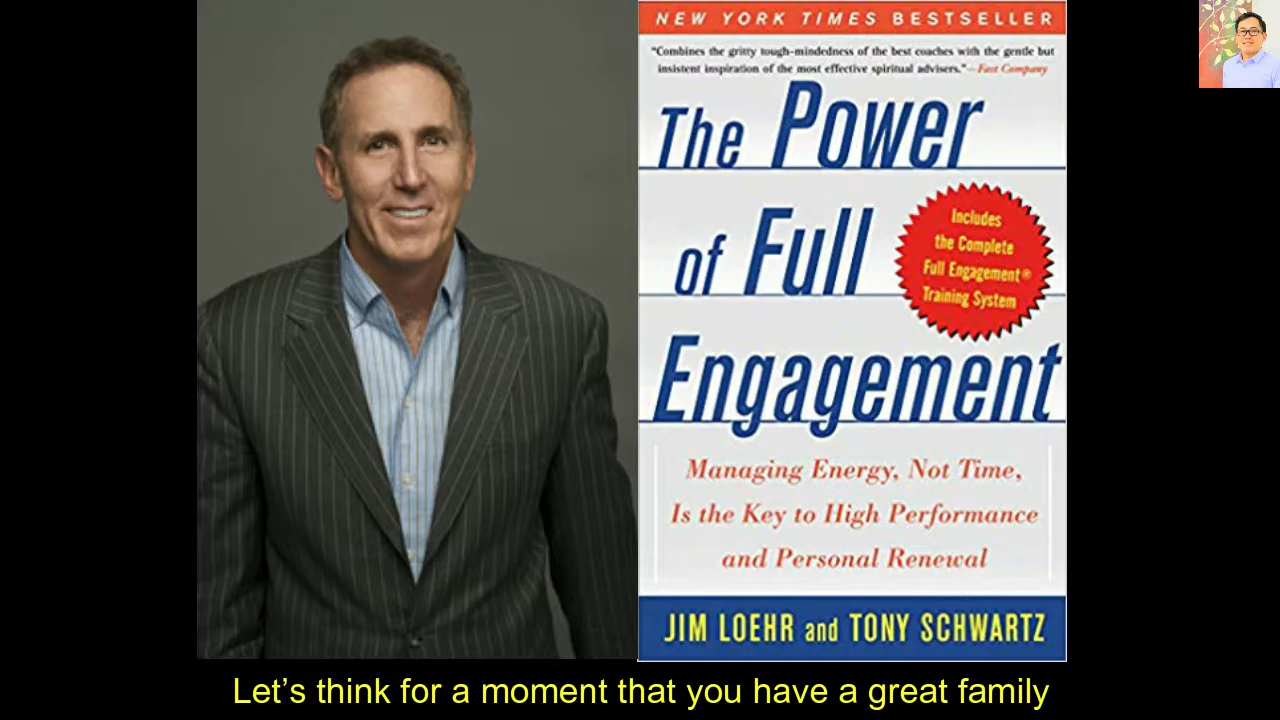 NEW YORK TIMES BESTSELLER
"Combines the gritty tough-mindedness of the best coaches with the gentle but
insistent inspiration of the most effective spiritual advisers."—Fast Company
The Power
of Full
Engagement
Includes
the Complete
Full Engagement®
Training System
Managing Energy, Not Time,
Is the Key to High Performance
and Personal Renewal
JIM LOEHR and TONY SCHWARTZ
Let’s think for a moment that you have a great family